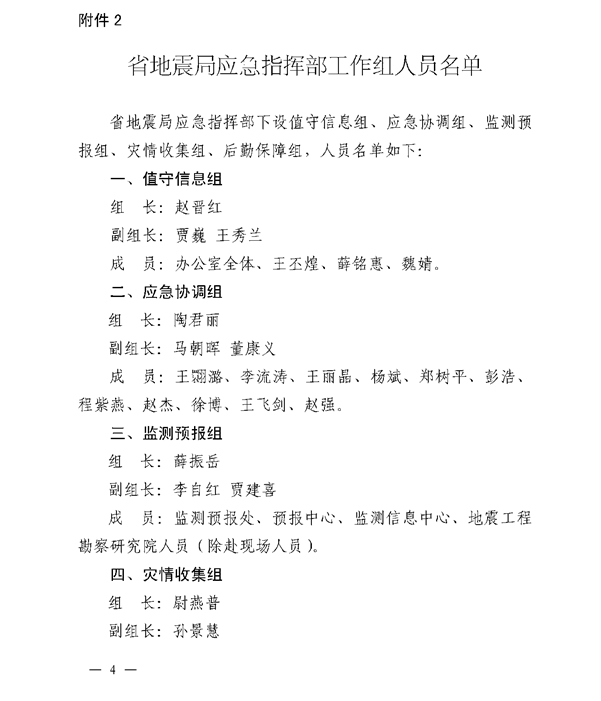 附件2
省地震局应急指挥部工作组人员名单
省地震局应急指挥部下设值守信息组、应急协调组、监测预
报组、灾情收集组、后勤保障组，人员名单如下：
一、值守信息组
组　长：赵晋红
副组长：贾巍 王秀兰
成　员：办公室全体、王丕煌、薛铭惠、魏婧。
二、应急协调组
组　长：陶君丽
副组长：马朝晖 董康义
成　员：王翾潞、李流涛、王丽晶、杨斌、郑树平、彭浩、
程紫燕、赵杰、徐博、王飞剑、赵强。
三、监测预报组
组　长：薛振岳
副组长：李自红 贾建喜
成　员：监测预报处、预报中心、监测信息中心、地震工程
勘察研究院人员（除赴现场人员）。
四、灾情收集组
组　长：尉燕普
副组长：孙景慧
— 4 —